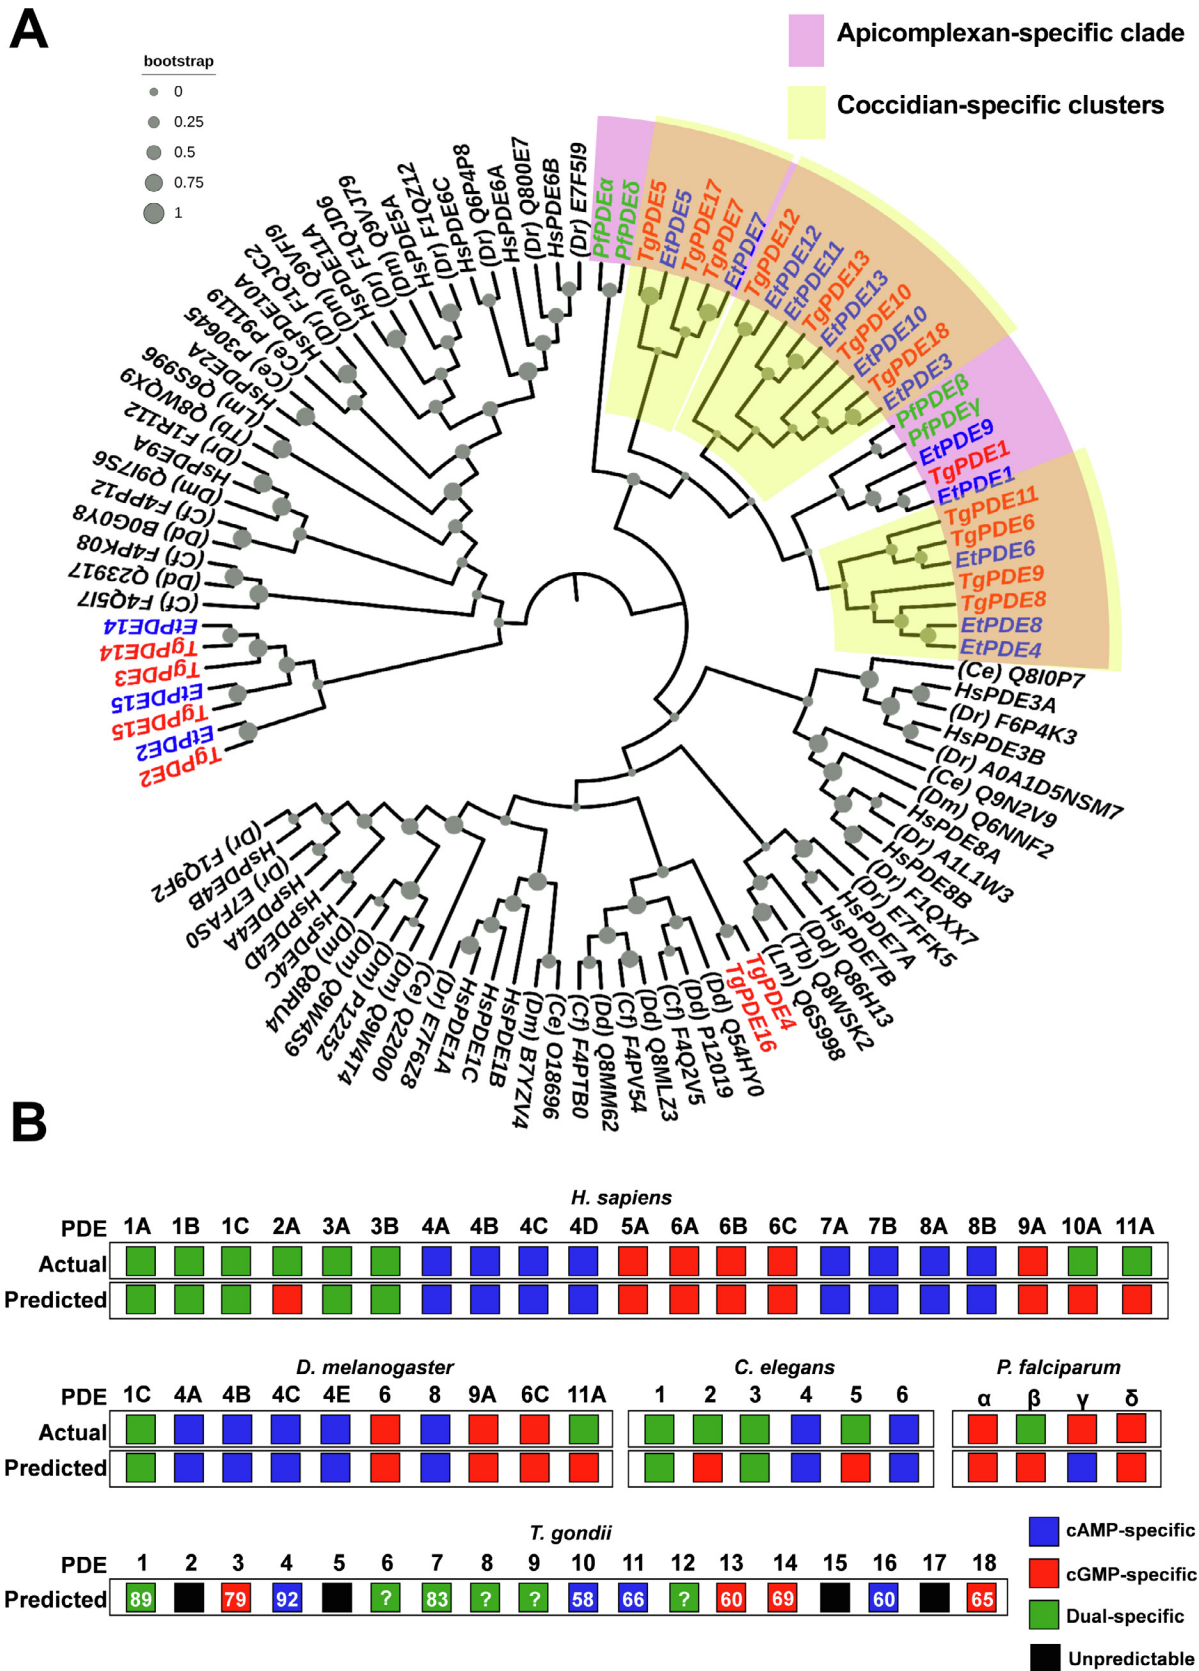 A
bootstrap
0
0.25
0.5
0.75
1
Apicomplexan-specific clade
Coccidian-specific clusters
PfPDEα
PfPDEδ
TgPDE5
EtPDE5
TgPDE17
TgPDE7
EtPDE7
TgPDE12
EtPDE12
EtPDE11
TgPDE13
EtPDE13
TgPDE10
EtPDE10
TgPDE18
EtPDE3
PfPDEβ
PfPDEγ
EtPDE9
TgPDE1
EtPDE1
TgPDE11
TgPDE6
EtPDE6
TgPDE9
TgPDE8
EtPDE8
EtPDE4
(Ce) Q8I0P7
HsPDE3A
(Dr) F6P4K3
HsPDE3B
(Dr) A0A1D5NSM7
(Ce) Q9N2V9
(Dm) Q6NNF2
HsPDE8A
(Dr) A1L1W3
HsPDE8B
(Dr) F1QXX7
(Dr) E7FFK5
HsPDE7A
HsPDE7B
(Dd) Q86H13
(Tb) Q8WSK2
(Lm) Q6S998
TgPDE4
TgPDE16
(Dd) Q54HY0
(Dd) P12019
(Cf) F4Q2V5
(Dd) Q8MLZ3
(Cf) F4PV54
(Dd) Q8MM62
(Cf) F4PTB0
(Ce) O18696
(Dm) B7YZV4
HsPDE1B
HsPDE1C
HsPDE1A
(Dr) E7F6Z8
(Ce) Q22000
(Dm) Q9W4T4
(Dm) P12252
(Dm) Q9W4S9
(Dm) Q8IRU4
HsPDE4C
HsPDE4D
HsPDE4A
(Dr) E7FAS0
HsPDE4B
(Dr) F1Q9F2
TgPDE2
EtPDE2
TgPDE15
EtPDE15
TgPDE3
TgPDE14
EtPDE14
(Cf) F4Q5I7
(Dd) Q23917
(Cf) F4PK08
(Dd) B0G0Y8
(Cf) F4PP12
(Dm) Q9I7S6
HsPDE9A
(Dr) F1R112
(Tb) Q8WQX9
(Lm) Q6S996
HsPDE2A
(Ce) P30645
(Ce) P91119
HsPDE10A
(Dr) F1QJC2
(Dm) Q9VFI9
HsPDE11A
(Dr) F1QJD6
(Dm) Q9VJ79
HsPDE5A
(Dr) F1QZ12
HsPDE6C
(Dr) Q6P4P8
HsPDE6A
(Dr) Q800E7
HsPDE6B
(Dr) E7F5I9
B
H. sapiens
PDE 1A 1B 1C 2A 3A 3B 4A 4B 4C 4D 5A 6A 6B 6C 7A 7B 8A 8B 9A 10A 11A
Actual
Predicted
D. melanogaster
PDE 1C 4A 4B 4C 4E 6 8 9A 6C 11A
Actual
Predicted
C. elegans
1 2 3 4 5 6
P. falciparum
α β γ δ
T. gondii
PDE 1 2 3 4 5 6 7 8 9 10 11 12 13 14 15 16 17 18
Predicted 89 79 92 ? 83 ? ? 58 66 ? 60 69 60 65
cAMP-specific
cGMP-specific
Dual-specific
Unpredictable